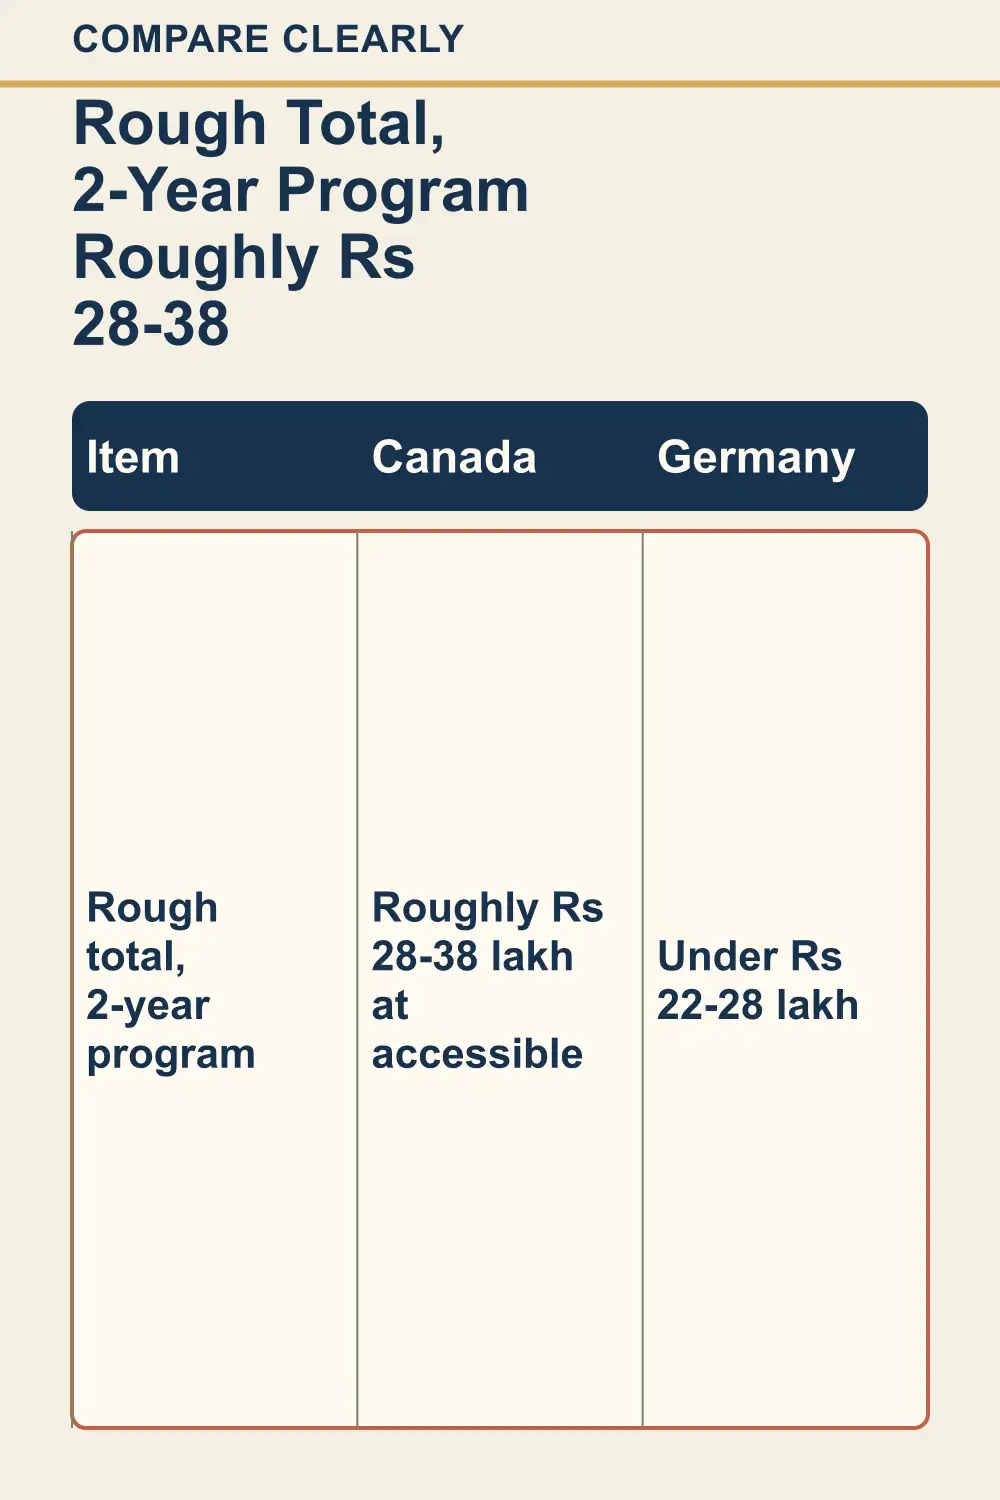 COMPARE CLEARLY
Rough Total,
2-Year Program
Roughly Rs
28-38
Item
Canada
Germany
Rough
total,
2-year
program
Roughly Rs
28-38 lakh
at
accessible
Under Rs
22-28 lakh